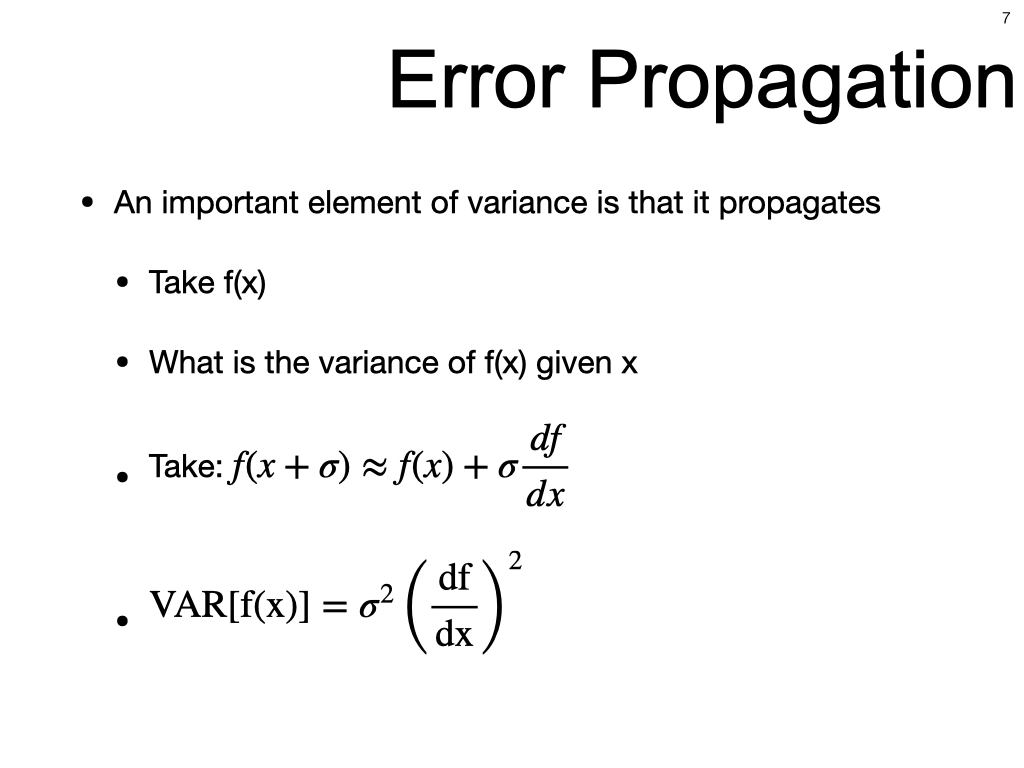 7
Error Propagation
• An important element of variance is that it propagates
• Take f(x)
• What is the variance of f(x) given x
• Take: $f(x + \sigma) \approx f(x) + \sigma \frac{df}{dx}$
• $\mathrm{VAR[f(x)]} = \sigma^2 \left( \frac{\mathrm{df}}{\mathrm{dx}} \right)^2$